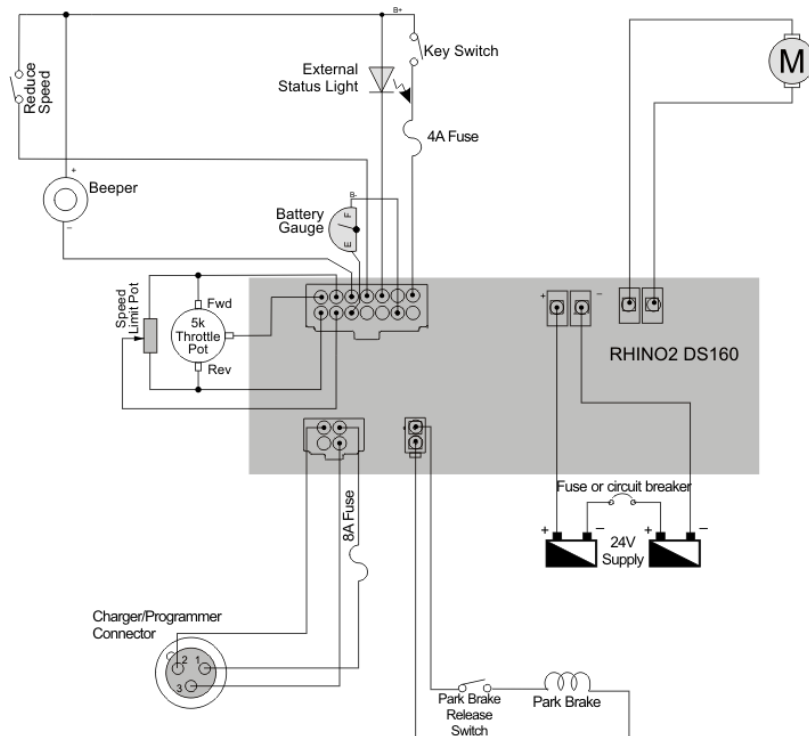 B+
Key Switch
External
Status Light
Reduce
Speed
4A Fuse
M
+
Beeper
–
B-
Battery
Gauge
F
E
Speed
Limit Pot
Fwd
5k
Throttle
Pot
Rev
+
–
RHINO2 DS160
Fuse or circuit breaker
+
–
24V
Supply
+
–
8A Fuse
Charger/Programmer
Connector
2
1
3
Park Brake
Release
Switch
Park Brake